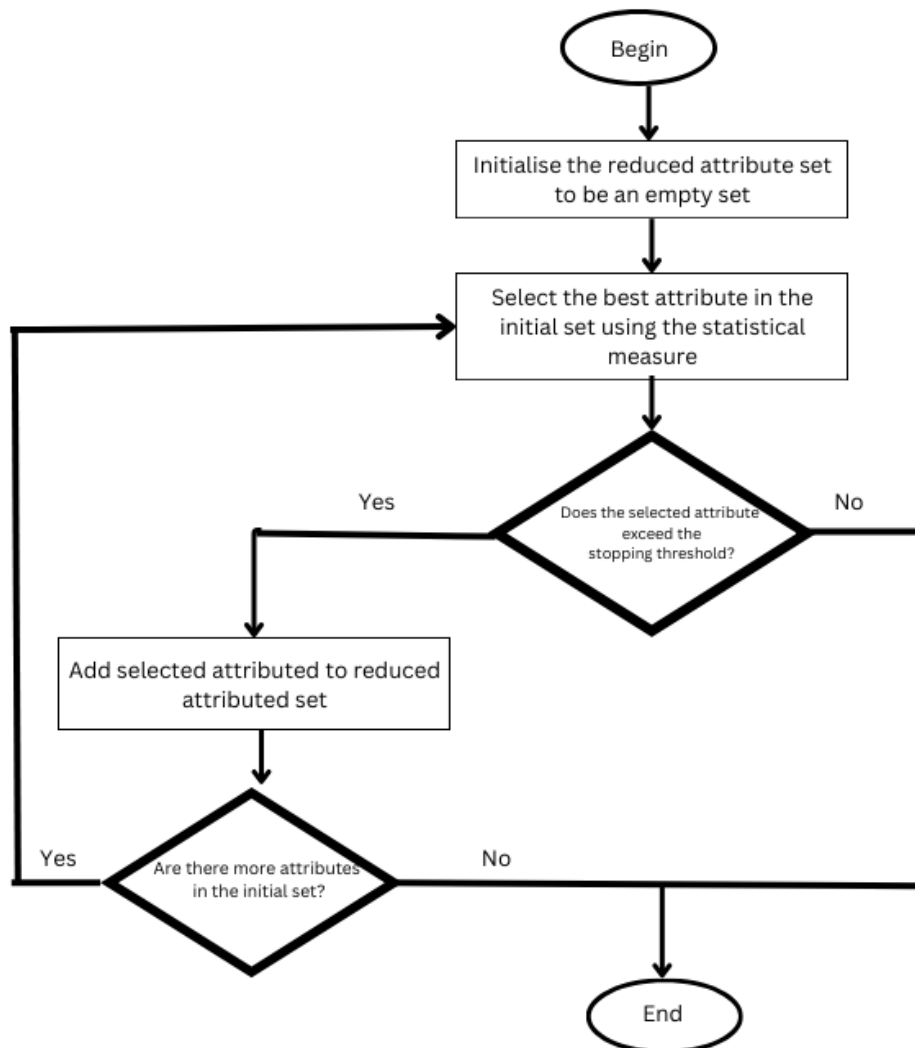 Begin
Initialise the reduced attribute set
to be an empty set
Select the best attribute in the
initial set using the statistical
measure
Yes
No
Does the selected attribute
exceed the
stopping threshold?
Add selected attributed to reduced
attributed set
Yes
No
Are there more attributes
in the initial set?
End